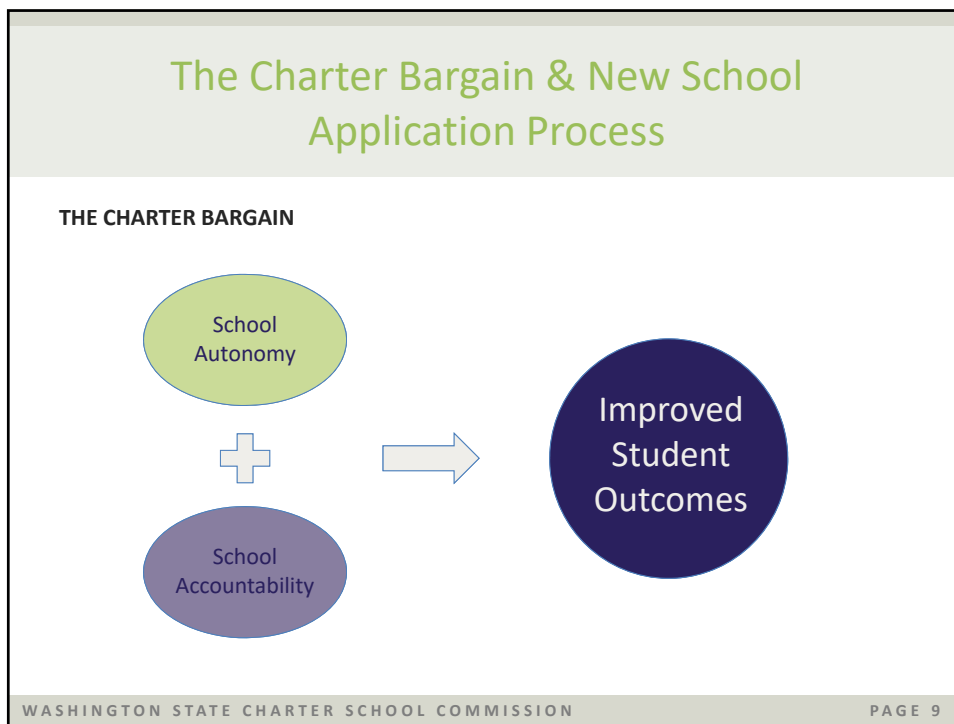 The Charter Bargain & New School
Application Process
THE CHARTER BARGAIN
School
Autonomy
School
Accountability
Improved
Student
Outcomes
WASHINGTON STATE CHARTER SCHOOL COMMISSION PAGE 9